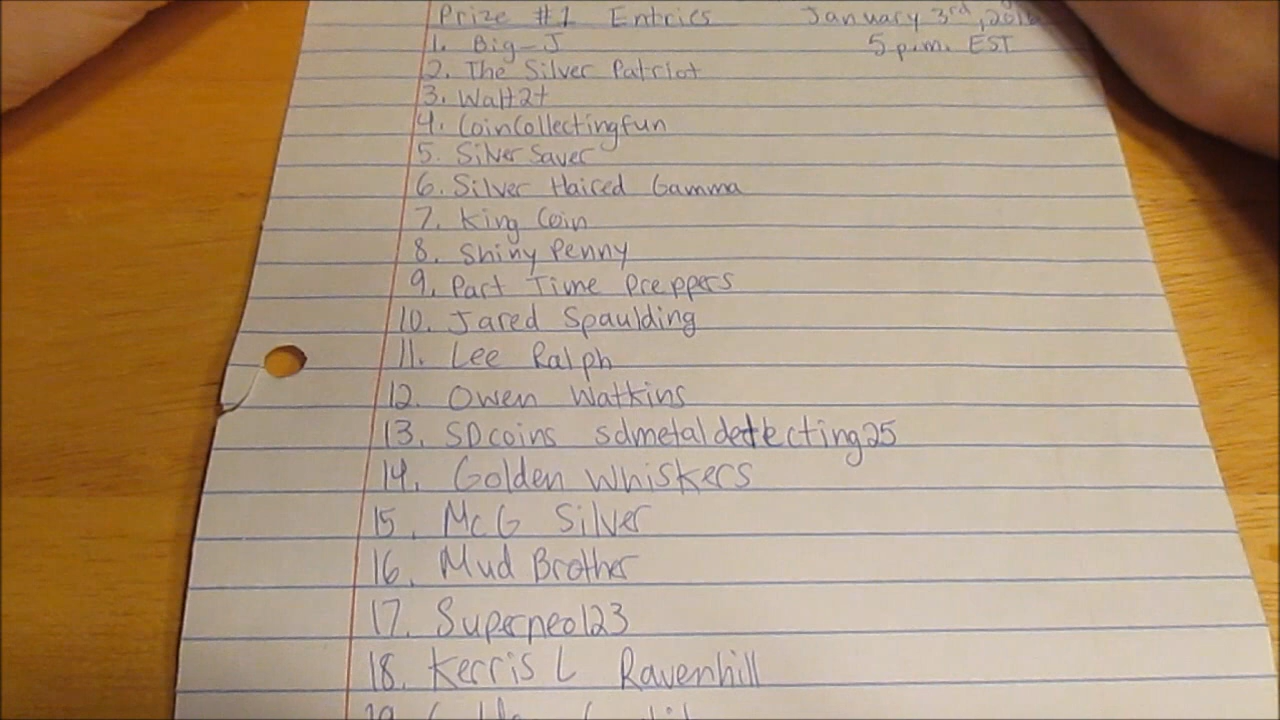 Prize #1 Entries January 3rd, 2016
5 p.m. EST
1. Big-J
2. The Silver Patriot
3. Walt2t
4. CoinCollectingfun
5. Silver Saver
6. Silver Haired Gamma
7. King Coin
8. Shiny Penny
9. Part Time Preppers
10. Jared Spaulding
11. Lee Ralph
12. Owen Watkins
13. SDcoins sdmetaldetecting25
14. Golden Whiskers
15. McG Silver
16. Mud Brother
17. Superneo123
18. Kerris L Ravenhill
19.